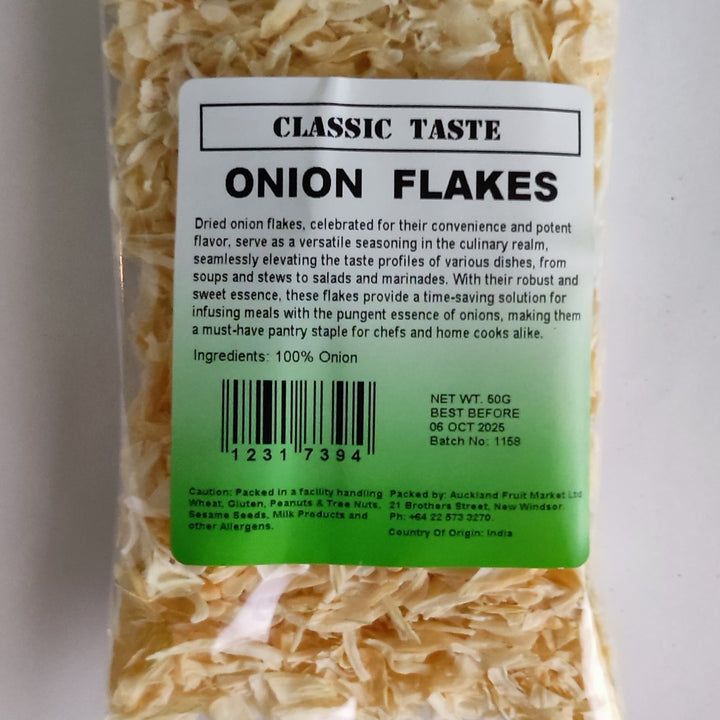 CLASSIC TASTE
ONION FLAKES
Dried onion flakes, celebrated for their convenience and potent
flavor, serve as a versatile seasoning in the culinary realm,
seamlessly elevating the taste profiles of various dishes, from
soups and stews to salads and marinades. With their robust and
sweet essence, these flakes provide a time-saving solution for
infusing meals with the pungent essence of onions, making them
a must-have pantry staple for chefs and home cooks alike.
Ingredients: 100% Onion
1231 7394
NET WT. 50G
BEST BEFORE
06 OCT 2025
Batch No: 1158
Caution: Packed in a facility handling
Wheat, Gluten, Peanuts & Tree Nuts,
Sesame Seeds, Milk Products and
other Allergens.
Packed by: Auckland Fruit Market Ltd
21 Brothers Street, New Windsor.
Ph: +64 22 573 3270.
Country Of Origin: India